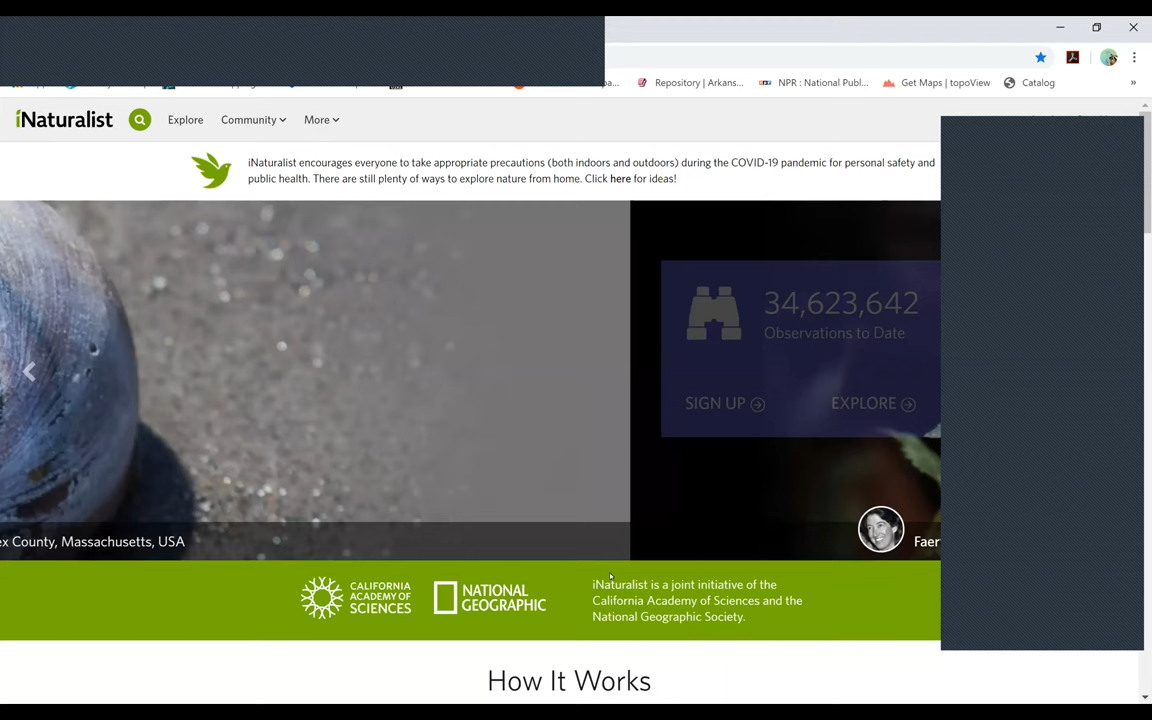 Repository | Arkans...
NPR : National Publ...
Get Maps | topoView
Catalog
»
iNaturalist
Explore
Community
More
iNaturalist encourages everyone to take appropriate precautions (both indoors and outdoors) during the COVID-19 pandemic for personal safety and
public health. There are still plenty of ways to explore nature from home. Click here for ideas!
34,623,642
Observations to Date
SIGN UP
EXPLORE
County, Massachusetts, USA
CALIFORNIA
ACADEMY OF
SCIENCES
NATIONAL
GEOGRAPHIC
iNaturalist is a joint initiative of the
California Academy of Sciences and the
National Geographic Society.
How It Works